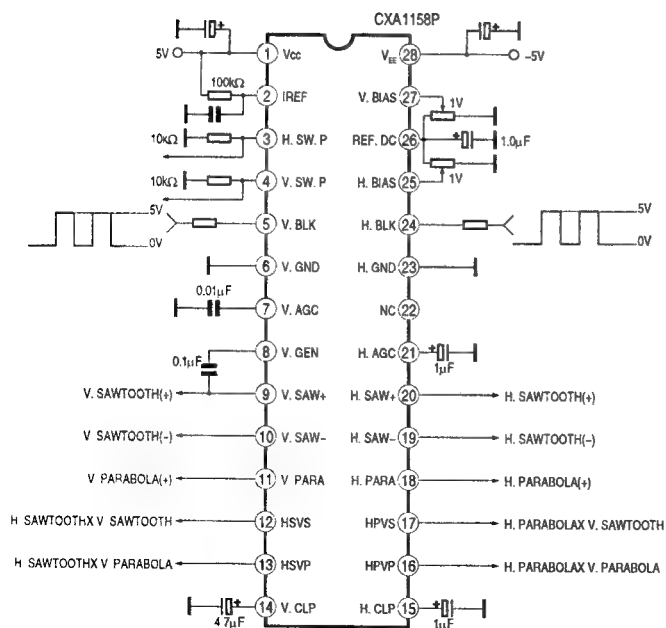 CXA1158P
5V
1 Vcc
VEE 28
-5V
100kΩ
2 IREF
V. BIAS 27
1V
10kΩ
3 H. SW. P
REF. DC 26
1.0µF
10kΩ
4 V. SW. P
H. BIAS 25
1V
5V
0V
5 V. BLK
H. BLK 24
5V
0V
6 V. GND
H. GND 23
0.01µF
7 V. AGC
NC 22
0.1µF
8 V. GEN
H. AGC 21
1µF
V. SAWTOOTH(+)
9 V. SAW+
H. SAW+ 20
H. SAWTOOTH(+)
V SAWTOOTH(-)
10 V. SAW-
H. SAW- 19
H. SAWTOOTH(-)
V PARABOLA(+)
11 V PARA
H. PARA 18
H. PARABOLA(+)
H SAWTOOTHX V SAWTOOTH
12 HSVS
HPVS 17
H. PARABOLAX V. SAWTOOTH
H SAWTOOTHX V PARABOLA
13 HSVP
HPVP 16
H. PARABOLAX V. PARABOLA
4 7µF
14 V. CLP
H. CLP 15
1µF